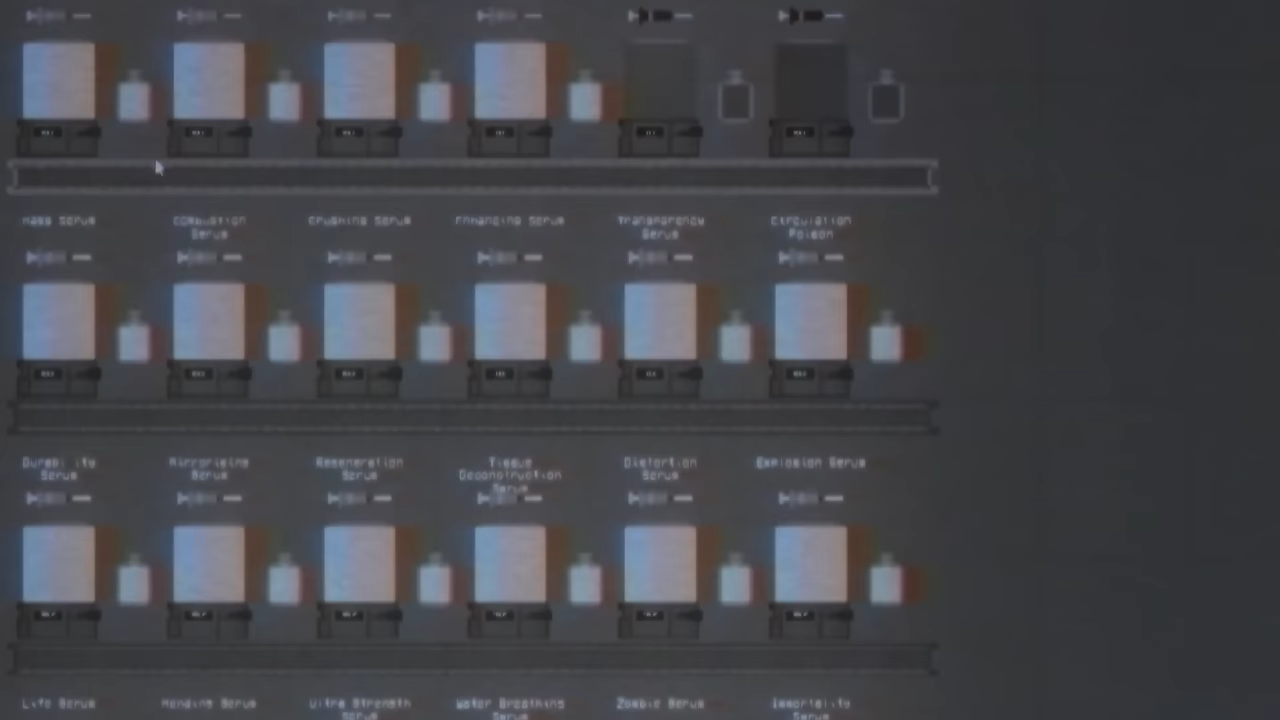 Mass Serum
Combustion
Serum
Crushing Serum
Enhancing Serum
Transparency
Serum
Circulation
Poison
Durability
Serum
Mirrorising
Serum
Regeneration
Serum
Tissue
Deconstruction
Serum
Distortion
Serum
Explosion Serum
Life Serum
Mending Serum
Ultra Strength
Serum
Water Breathing
Serum
Zombie Serum
Immortality
Serum